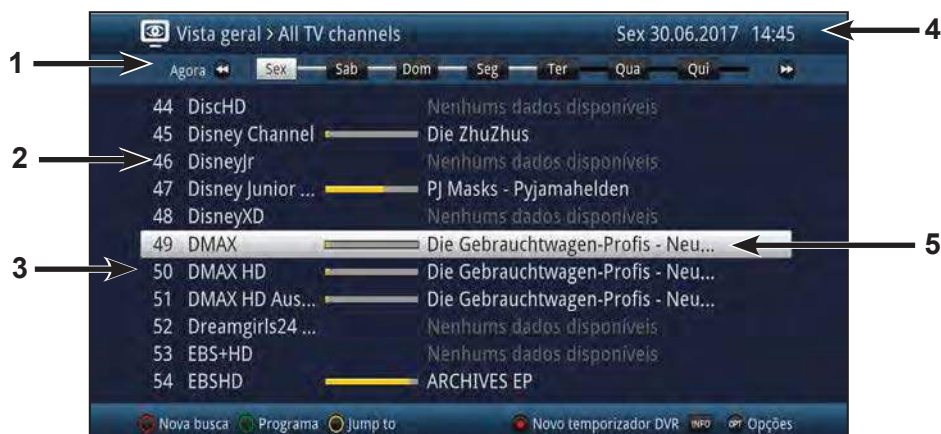 Vista geral > All TV channels Sex 30.06.2017 14:45
4
1
Agora Sex Sab Dom Seg Ter Qua Qui
44 DiscHD Nenhums dados disponíveis
45 Disney Channel Die ZhuZhus
2
46 DisneyJr Nenhums dados disponíveis
47 Disney Junior ... PJ Masks - Pyjamahelden
48 DisneyXD Nenhums dados disponíveis
49 DMAX Die Gebrauchtwagen-Profis - Neu...
5
3
50 DMAX HD Die Gebrauchtwagen-Profis - Neu...
51 DMAX HD Aus... Die Gebrauchtwagen-Profis - Neu...
52 Dreamgirls24 ... Nenhums dados disponíveis
53 EBS+HD Nenhums dados disponíveis
54 EBSHD ARCHIVES EP
Nova busca Programa Jump to Novo temporizador DVR INFO OPT Opções